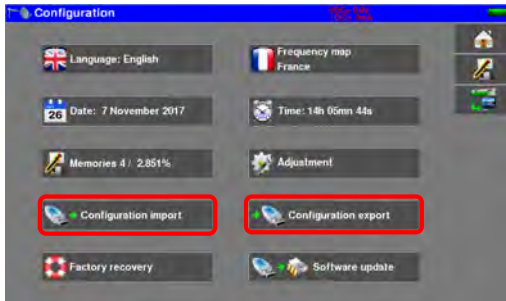 Configuration
Language: English
Frequency map
France
26
Date: 7 November 2017
Time: 14h 05mn 44s
Memories 4 / 2.851%
Adjustment
Configuration import
Configuration export
Factory recovery
Software update